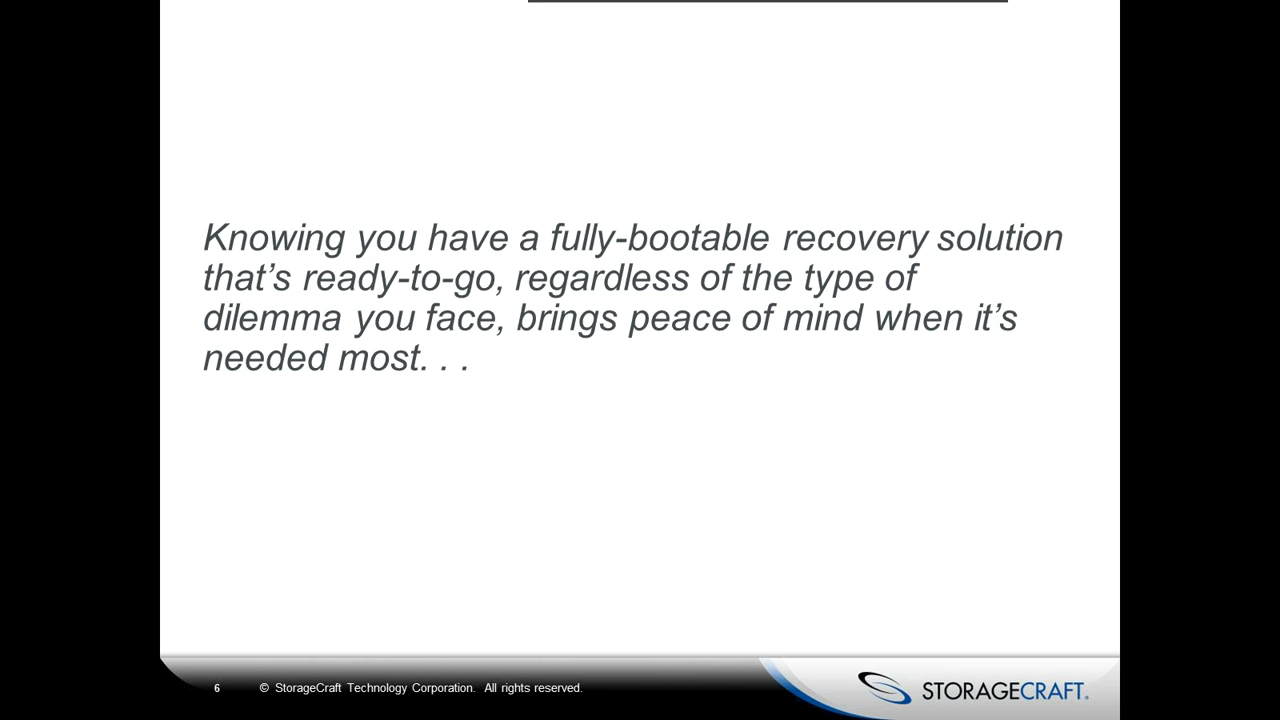 Knowing you have a fully-bootable recovery solution
that’s ready-to-go, regardless of the type of
dilemma you face, brings peace of mind when it’s
needed most. . .
6 © StorageCraft Technology Corporation. All rights reserved.
STORAGECRAFT®